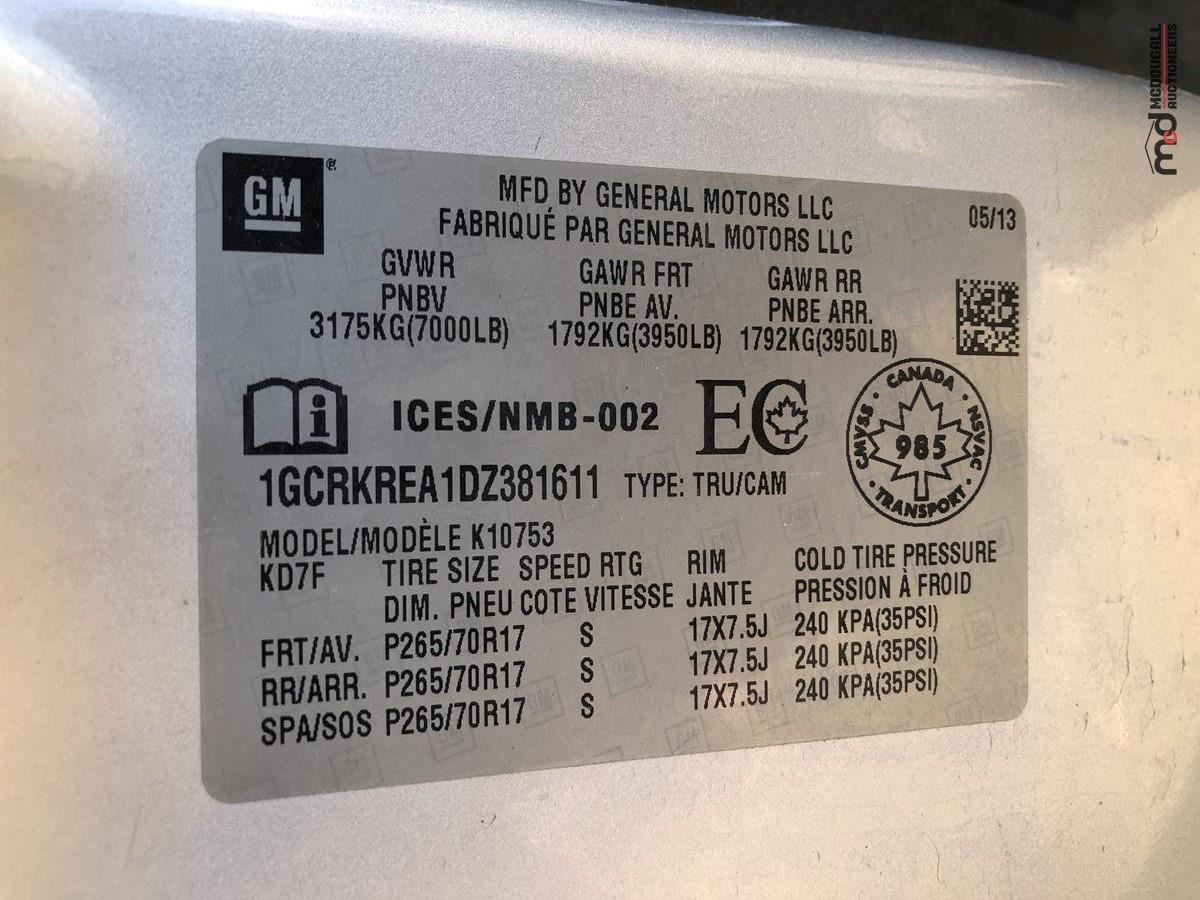 MCDOUGALL
AUCTIONEERS
mcd
GM®
MFD BY GENERAL MOTORS LLC
05/13
FABRIQUÉ PAR GENERAL MOTORS LLC
GVWR GAWR FRT GAWR RR
PNBV PNBE AV. PNBE ARR.
3175KG(7000LB) 1792KG(3950LB) 1792KG(3950LB)
i ICES/NMB-002 EC
CANADA
CMVSS 985 NSVAC
TRANSPORT
1GCRKREA1DZ381611 TYPE: TRU/CAM
MODEL/MODÈLE K10753
KD7F TIRE SIZE SPEED RTG RIM COLD TIRE PRESSURE
DIM. PNEU COTE VITESSE JANTE PRESSION À FROID
FRT/AV. P265/70R17 S 17X7.5J 240 KPA(35PSI)
RR/ARR. P265/70R17 S 17X7.5J 240 KPA(35PSI)
SPA/SOS P265/70R17 S 17X7.5J 240 KPA(35PSI)